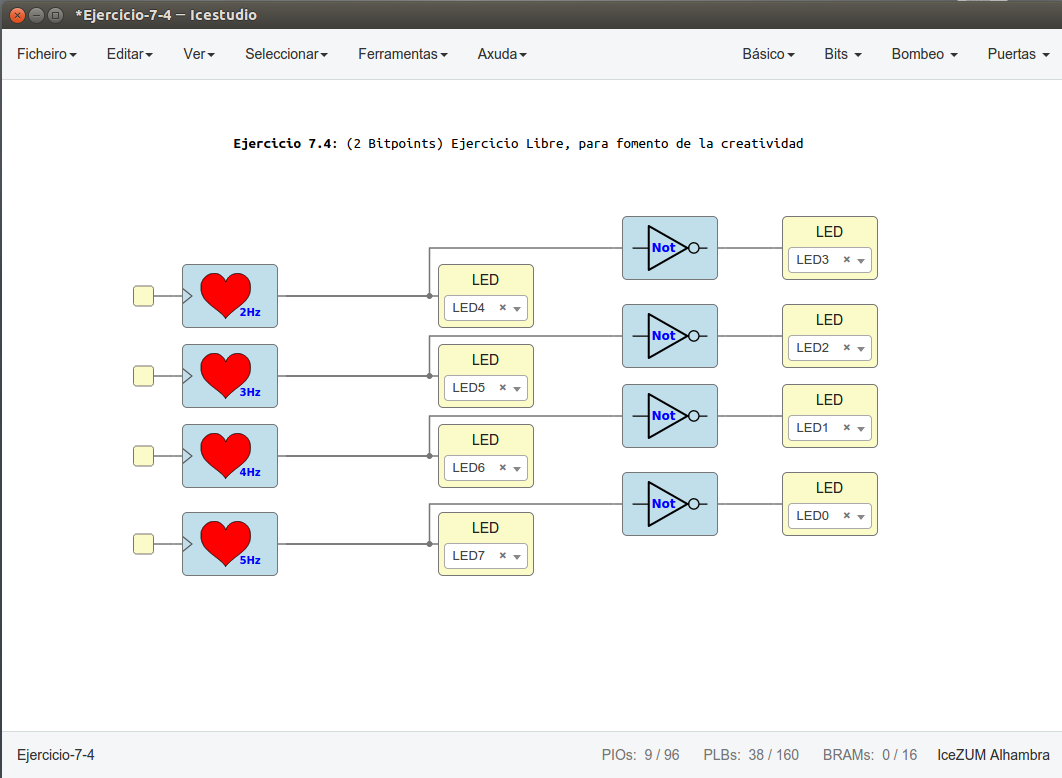 *Ejercicio-7-4 — Icestudio
Ficheiro Editar Ver Seleccionar Ferramentas Axuda Básico Bits Bombeo Puertas
Ejercicio 7.4: (2 Bitpoints) Ejercicio Libre, para fomento de la creatividad
Not
LED
LED3 ×
2Hz
LED
LED4 ×
Not
LED
LED2 ×
3Hz
LED
LED5 ×
Not
LED
LED1 ×
4Hz
LED
LED6 ×
Not
LED
LED0 ×
5Hz
LED
LED7 ×
Ejercicio-7-4 PIOs: 9 / 96 PLBs: 38 / 160 BRAMs: 0 / 16 IceZUM Alhambra